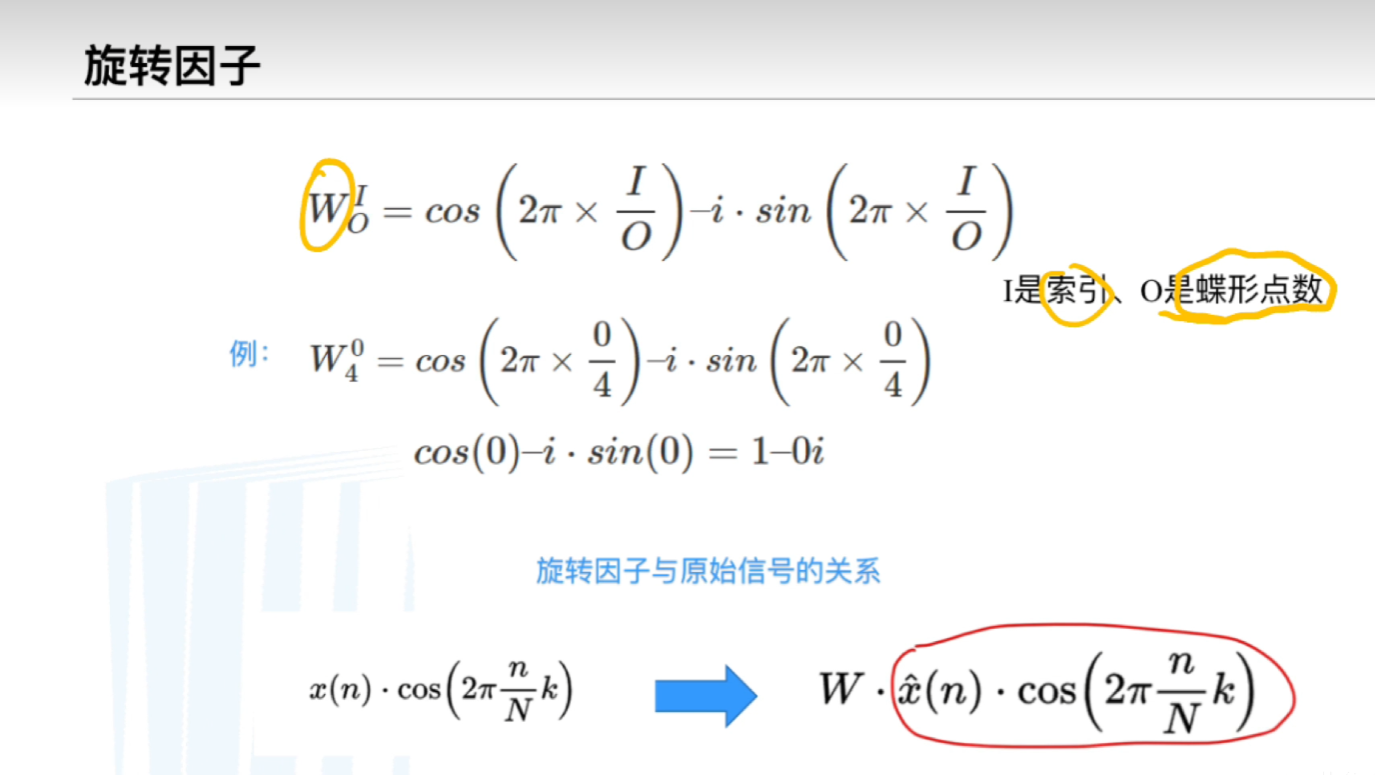 旋转因子
W_O^I = cos(2π × I/O)–i · sin(2π × I/O)
I是索引、O是蝶形点数
例: W_4^0 = cos(2π × 0/4)–i · sin(2π × 0/4)
cos(0)–i · sin(0) = 1–0i
旋转因子与原始信号的关系
x(n) · cos(2π n/N k) W · x̂(n) · cos(2π n/N k)